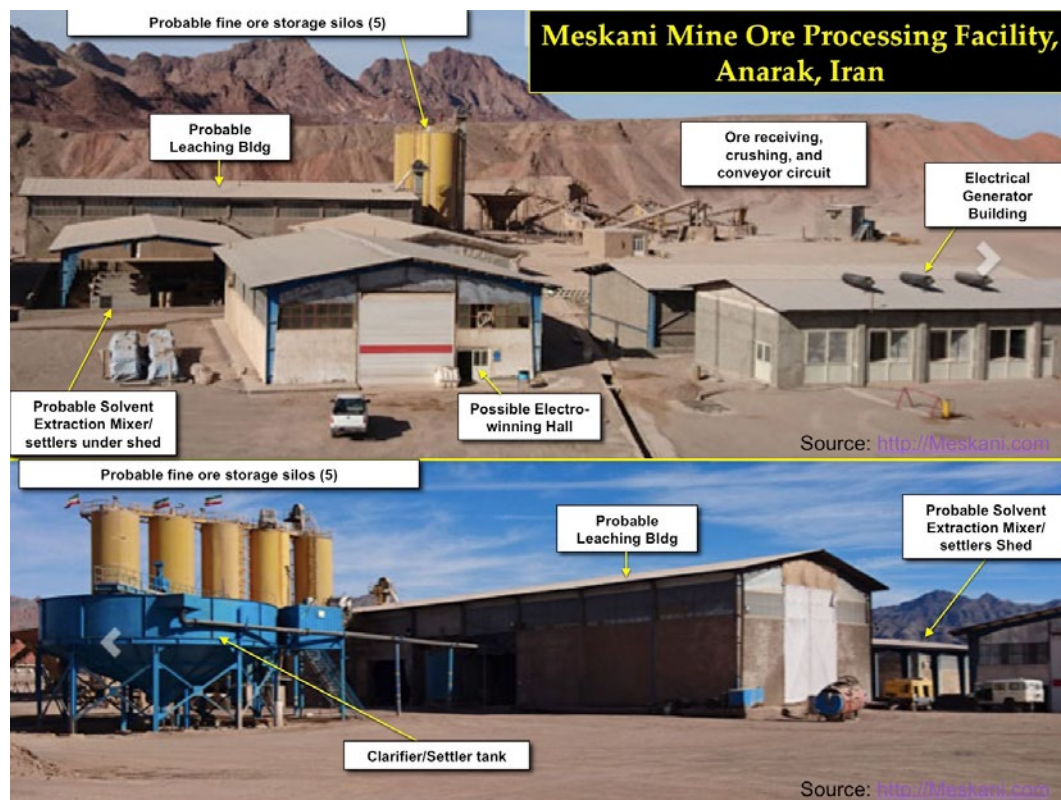 Probable fine ore storage silos (5)
Meskani Mine Ore Processing Facility,
Anarak, Iran
Probable
Leaching Bldg
Ore receiving,
crushing, and
conveyor circuit
Electrical
Generator
Building
Probable Solvent
Extraction Mixer/
settlers under shed
Possible Electro-
winning Hall
Source: http://Meskani.com
Probable fine ore storage silos (5)
Probable
Leaching Bldg
Probable Solvent
Extraction Mixer/
settlers Shed
Clarifier/Settler tank
Source: http://Meskani.com